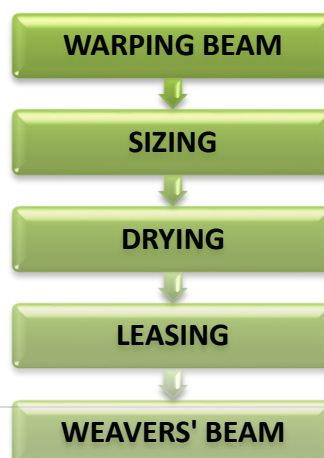 WARPING BEAM
SIZING
DRYING
LEASING
WEAVERS' BEAM